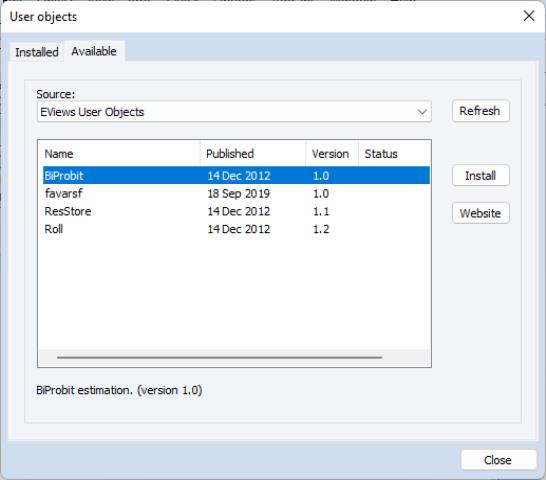 User objects
Installed Available
Source:
EViews User Objects
Refresh
Name Published Version Status
BiProbit 14 Dec 2012 1.0
Install
favarsf 18 Sep 2019 1.0
ResStore 14 Dec 2012 1.1
Website
Roll 14 Dec 2012 1.2
BiProbit estimation. (version 1.0)
Close